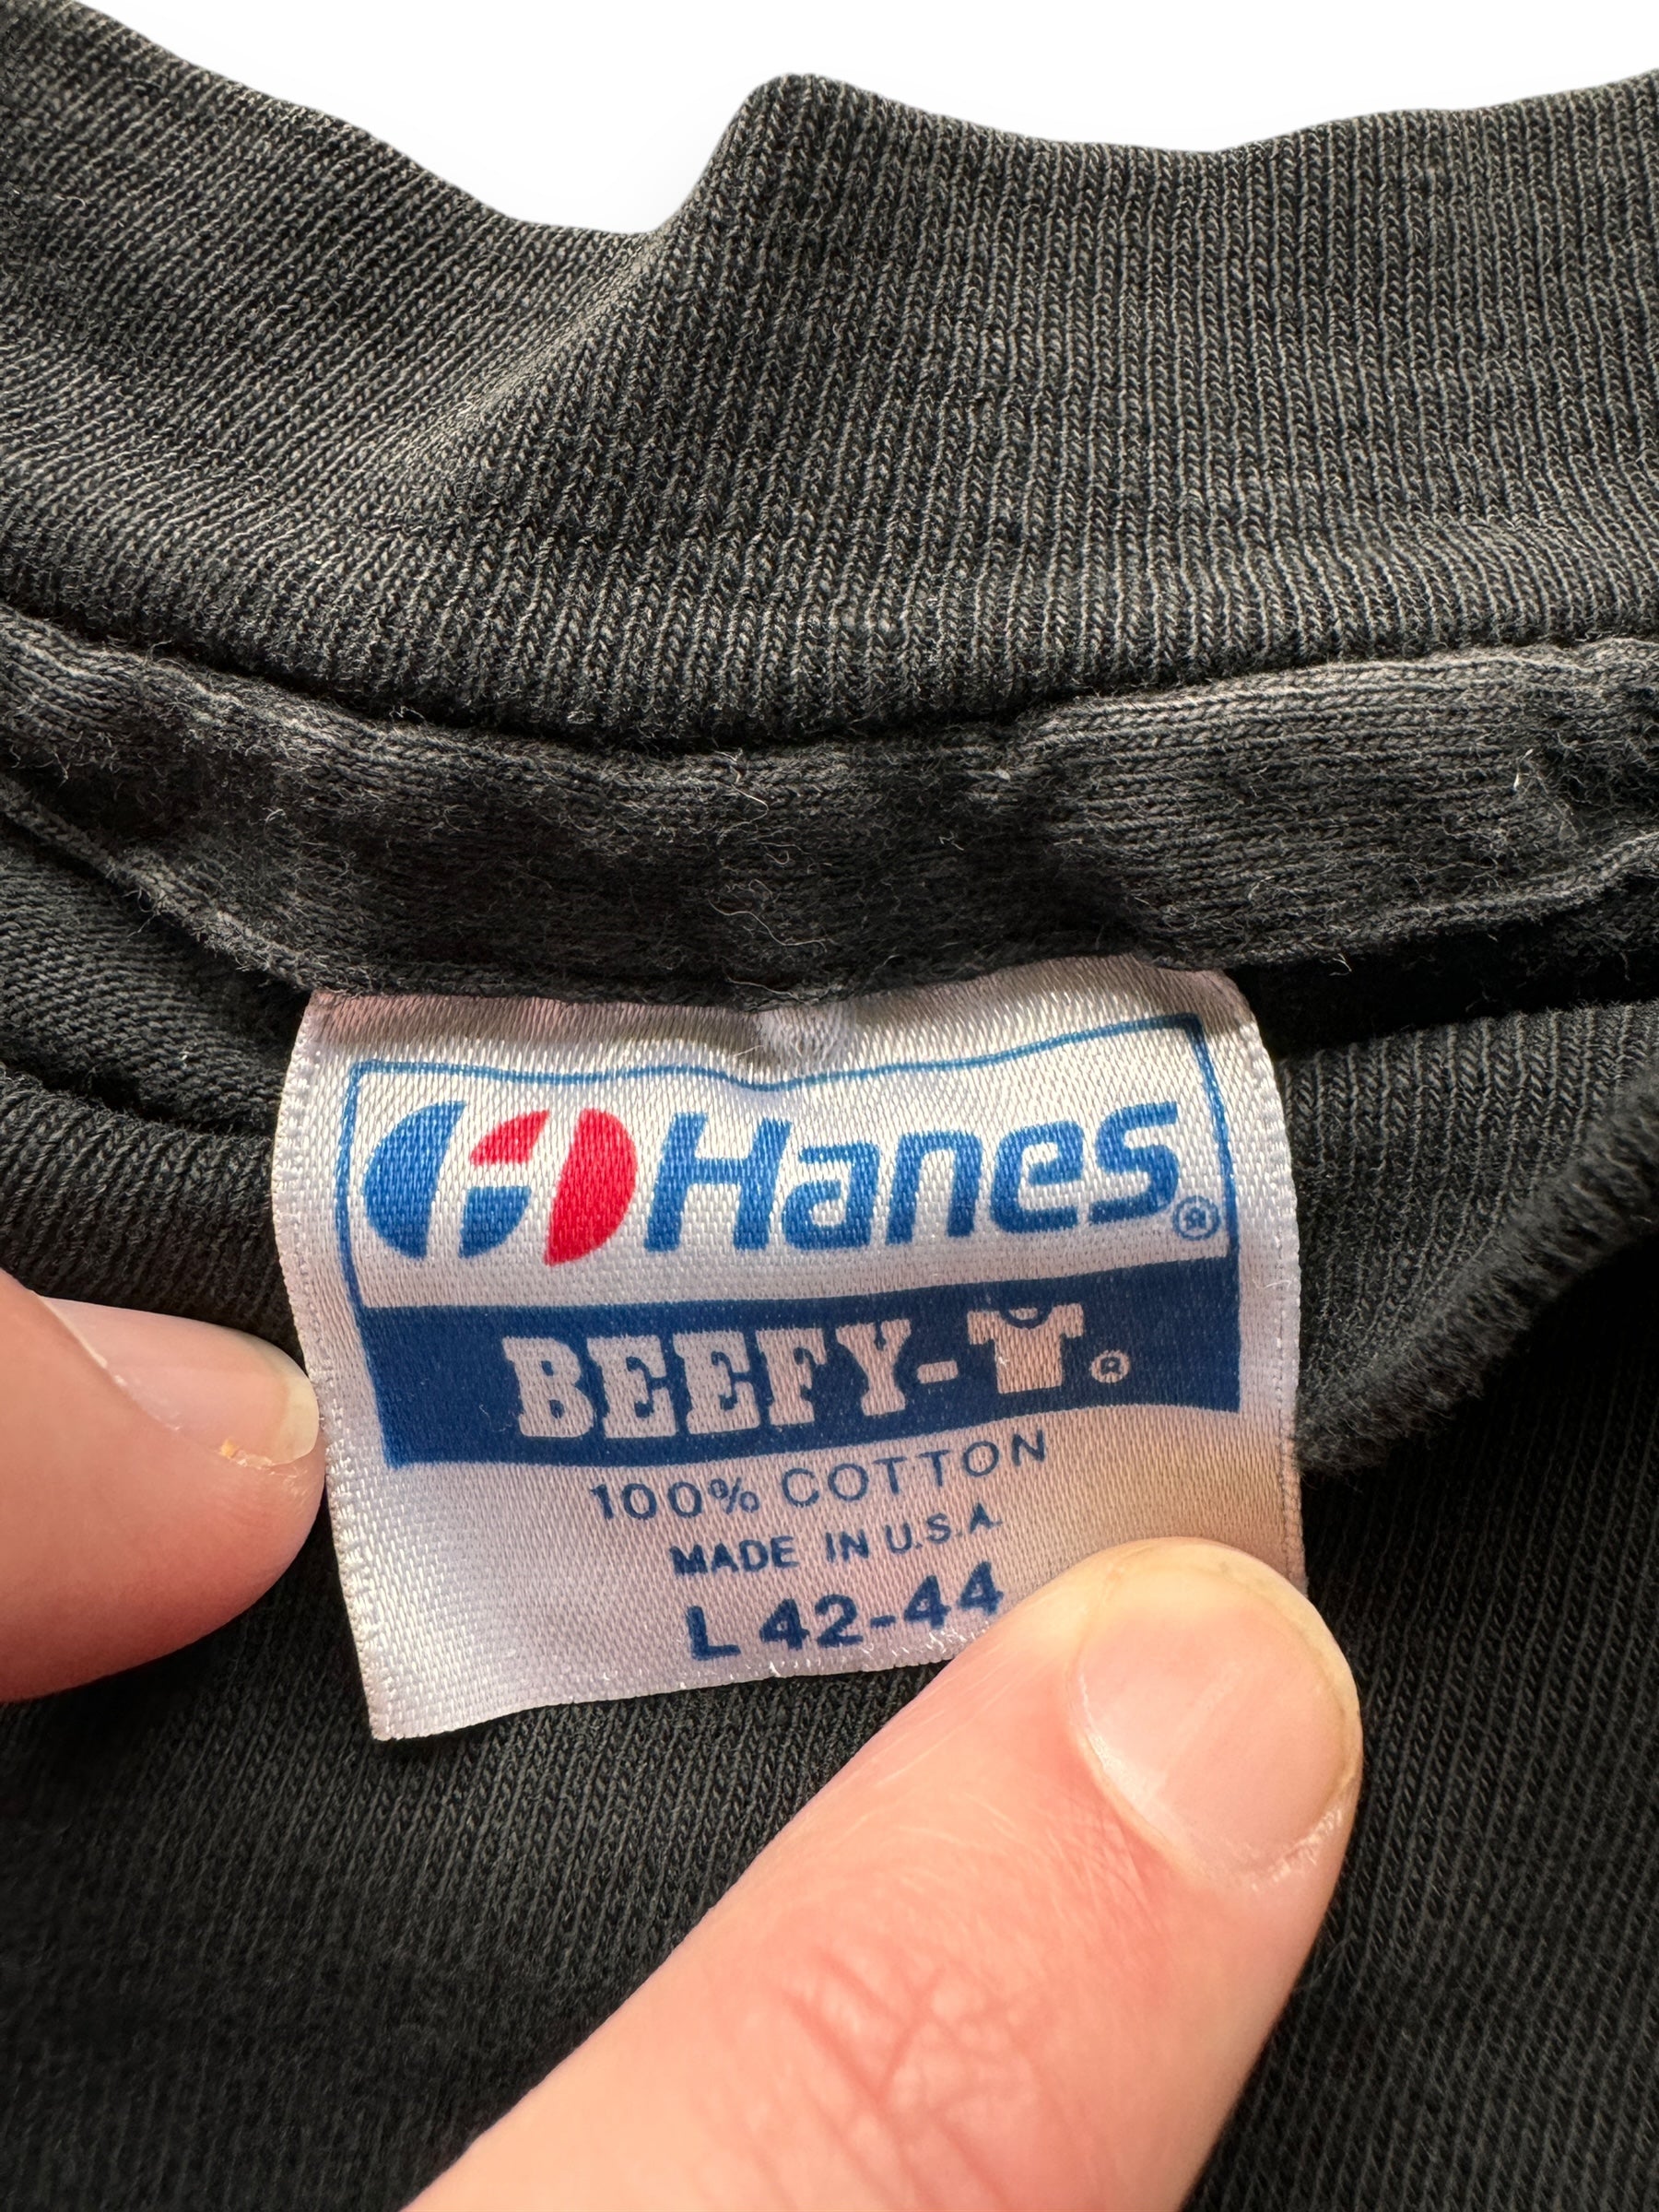 Hanes®
BEEFY-T®
100% COTTON
MADE IN U.S.A.
L 42-44